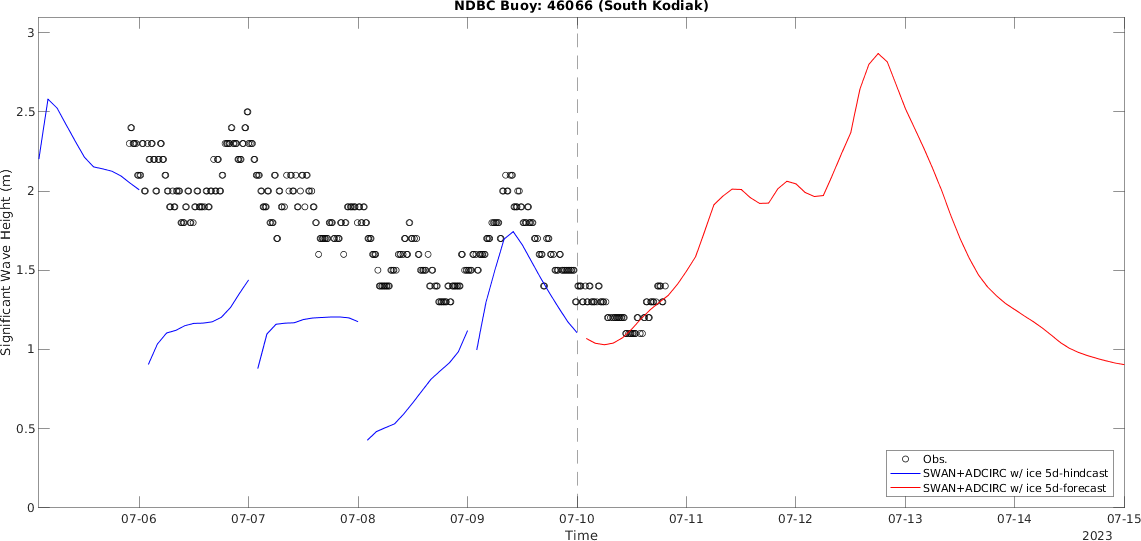 NDBC Buoy: 46066 (South Kodiak)
3
2.5
2
1.5
1
0.5
0
Significant Wave Height (m)
Obs.
SWAN+ADCIRC w/ ice 5d-hindcast
SWAN+ADCIRC w/ ice 5d-forecast
07-06 07-07 07-08 07-09 07-10 07-11 07-12 07-13 07-14 07-15
Time
2023